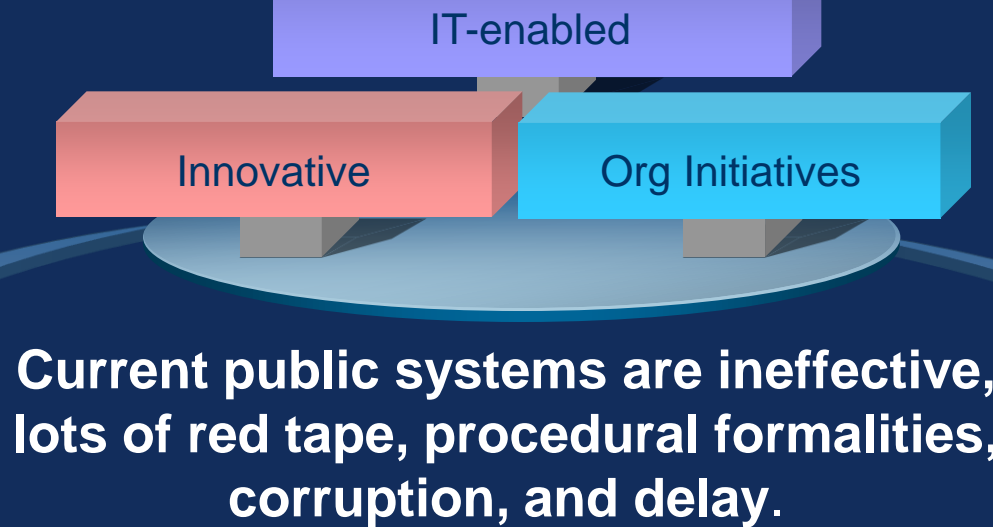 IT-enabled
Innovative
Org Initiatives
Current public systems are ineffective,
lots of red tape, procedural formalities,
corruption, and delay.